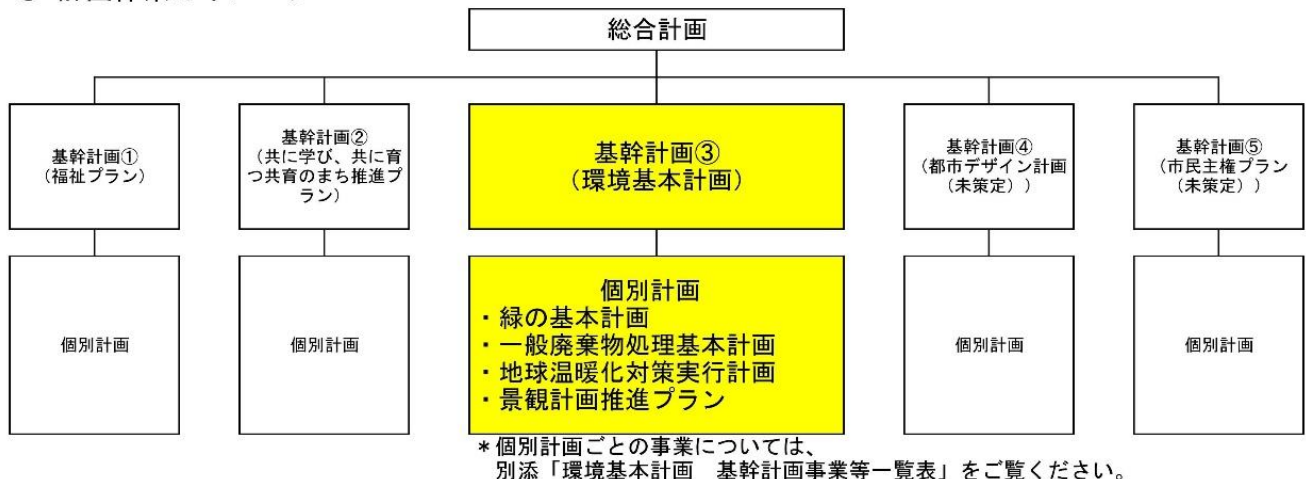 総合計画
基幹計画①
（福祉プラン）
基幹計画②
（共に学び、共に育
つ共育のまち推進プ
ラン）
基幹計画③
（環境基本計画）
基幹計画④
（都市デザイン計画
（未策定））
基幹計画⑤
（市民主権プラン
（未策定））
個別計画
個別計画
個別計画
・緑の基本計画
・一般廃棄物処理基本計画
・地球温暖化対策実行計画
・景観計画推進プラン
個別計画
個別計画
＊個別計画ごとの事業については、
別添「環境基本計画　基幹計画事業等一覧表」をご覧ください。